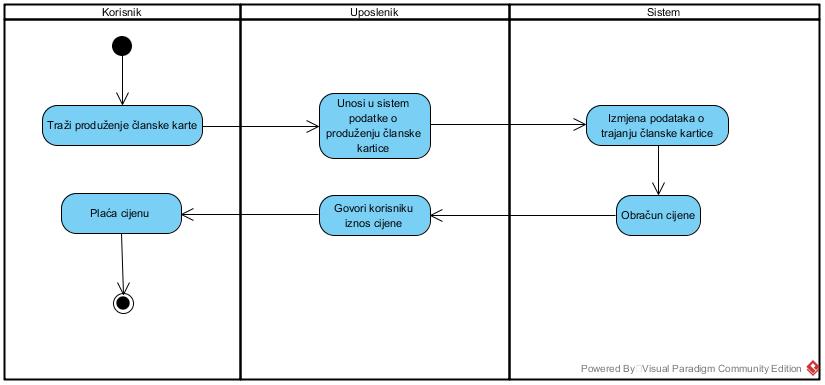 Korisnik
Uposlenik
Sistem
Traži produženje članske karte
Unosi u sistem
podatke o
produženju članske
kartice
Izmjena podataka o
trajanju članske kartice
Plaća cijenu
Govori korisniku
iznos cijene
Obračun cijene
Powered By Visual Paradigm Community Edition